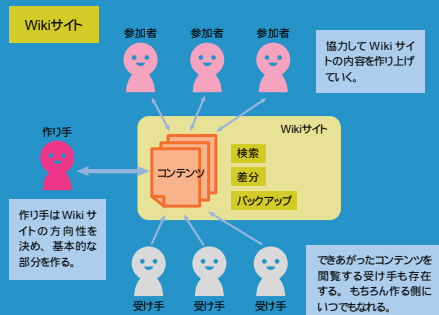 Wikiサイト
参加者
参加者
参加者
協力して Wiki サイ
トの内容を作り上げ
ていく。
作り手
Wikiサイト
コンテンツ
検索
差分
バックアップ
作り手は Wiki サ
イトの方向性を
決め、基本的な
部分を作る。
受け手
受け手
受け手
できあがったコンテンツを
閲覧する受け手も存在
する。もちろん作る側に
いつでもなれる。